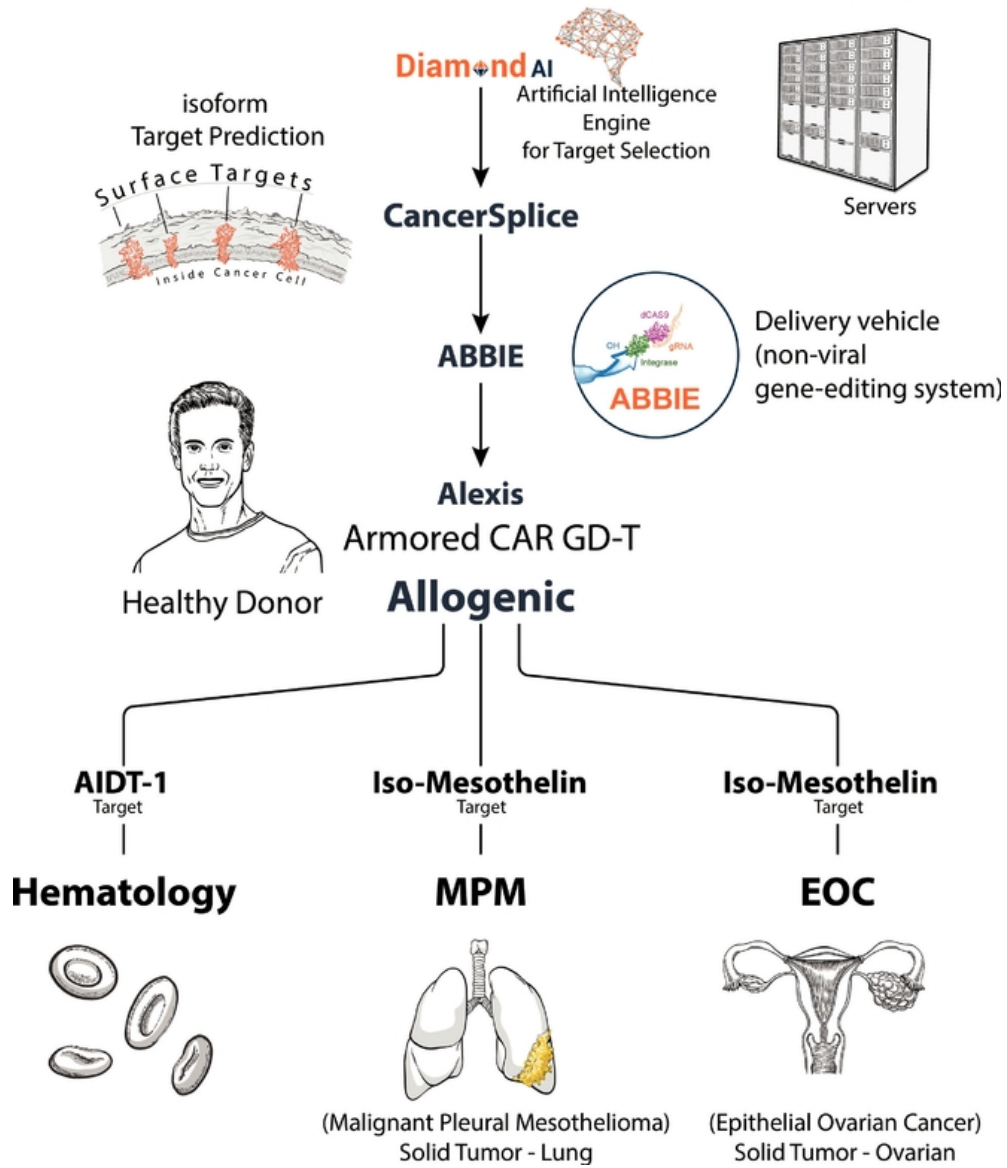 Diamond AI
Artificial Intelligence
Engine
for Target Selection
Servers
isoform
Target Prediction
Surface Targets
Inside Cancer Cell
CancerSplice
ABBIE
dCAS9
OH
gRNA
Integrase
ABBIE
Delivery vehicle
(non-viral
gene-editing system)
Healthy Donor
Alexis
Armored CAR GD-T
Allogenic
AIDT-1
Target
Hematology
Iso-Mesothelin
Target
MPM
(Malignant Pleural Mesothelioma)
Solid Tumor - Lung
Iso-Mesothelin
Target
EOC
(Epithelial Ovarian Cancer)
Solid Tumor - Ovarian